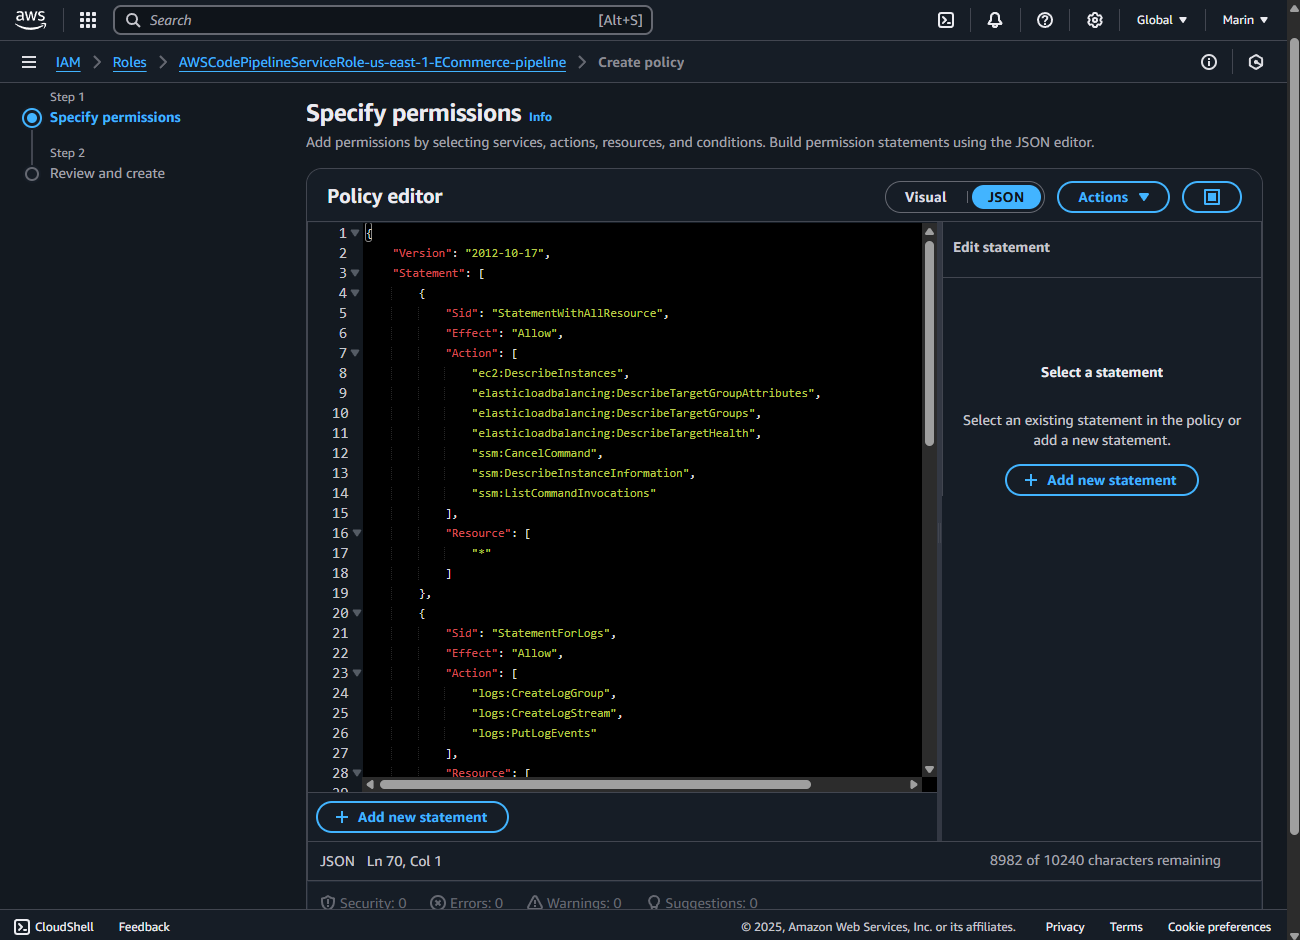 aws
Search [Alt+S]
Global
Marin
IAM
Roles
AWSCodePipelineServiceRole-us-east-1-ECommerce-pipeline
Create policy
Step 1
Specify permissions
Step 2
Review and create
Specify permissions Info
Add permissions by selecting services, actions, resources, and conditions. Build permission statements using the JSON editor.
Policy editor
Visual
JSON
Actions
1 {
2 "Version": "2012-10-17",
3 "Statement": [
4 {
5 "Sid": "StatementWithAllResource",
6 "Effect": "Allow",
7 "Action": [
8 "ec2:DescribeInstances",
9 "elasticloadbalancing:DescribeTargetGroupAttributes",
10 "elasticloadbalancing:DescribeTargetGroups",
11 "elasticloadbalancing:DescribeTargetHealth",
12 "ssm:CancelCommand",
13 "ssm:DescribeInstanceInformation",
14 "ssm:ListCommandInvocations"
15 ],
16 "Resource": [
17 "*"
18 ]
19 },
20 {
21 "Sid": "StatementForLogs",
22 "Effect": "Allow",
23 "Action": [
24 "logs:CreateLogGroup",
25 "logs:CreateLogStream",
26 "logs:PutLogEvents"
27 ],
28 "Resource": [
29
Edit statement
Select a statement
Select an existing statement in the policy or
add a new statement.
+ Add new statement
+ Add new statement
JSON Ln 70, Col 1
8982 of 10240 characters remaining
Security: 0
Errors: 0
Warnings: 0
Suggestions: 0
CloudShell
Feedback
© 2025, Amazon Web Services, Inc. or its affiliates.
Privacy
Terms
Cookie preferences